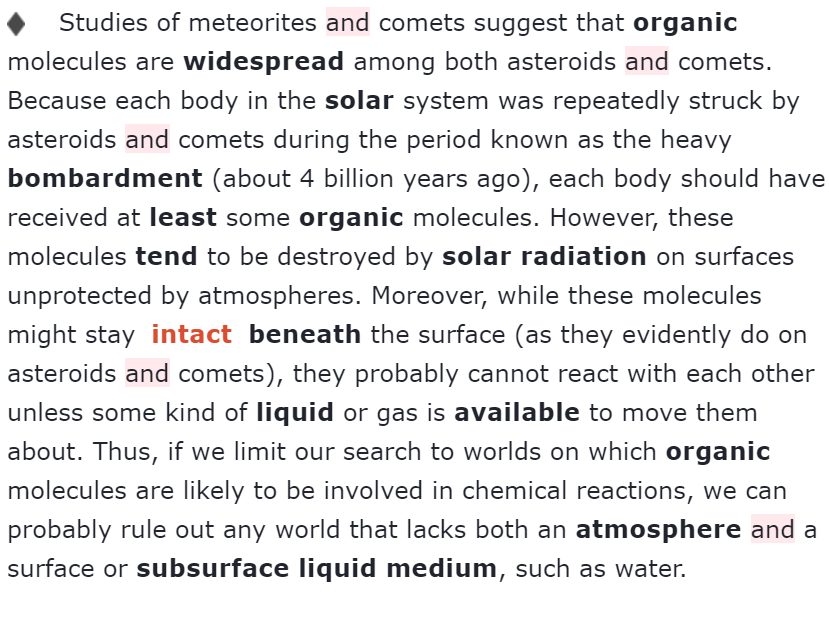 Studies of meteorites and comets suggest that organic
molecules are widespread among both asteroids and comets.
Because each body in the solar system was repeatedly struck by
asteroids and comets during the period known as the heavy
bombardment (about 4 billion years ago), each body should have
received at least some organic molecules. However, these
molecules tend to be destroyed by solar radiation on surfaces
unprotected by atmospheres. Moreover, while these molecules
might stay intact beneath the surface (as they evidently do on
asteroids and comets), they probably cannot react with each other
unless some kind of liquid or gas is available to move them
about. Thus, if we limit our search to worlds on which organic
molecules are likely to be involved in chemical reactions, we can
probably rule out any world that lacks both an atmosphere and a
surface or subsurface liquid medium, such as water.